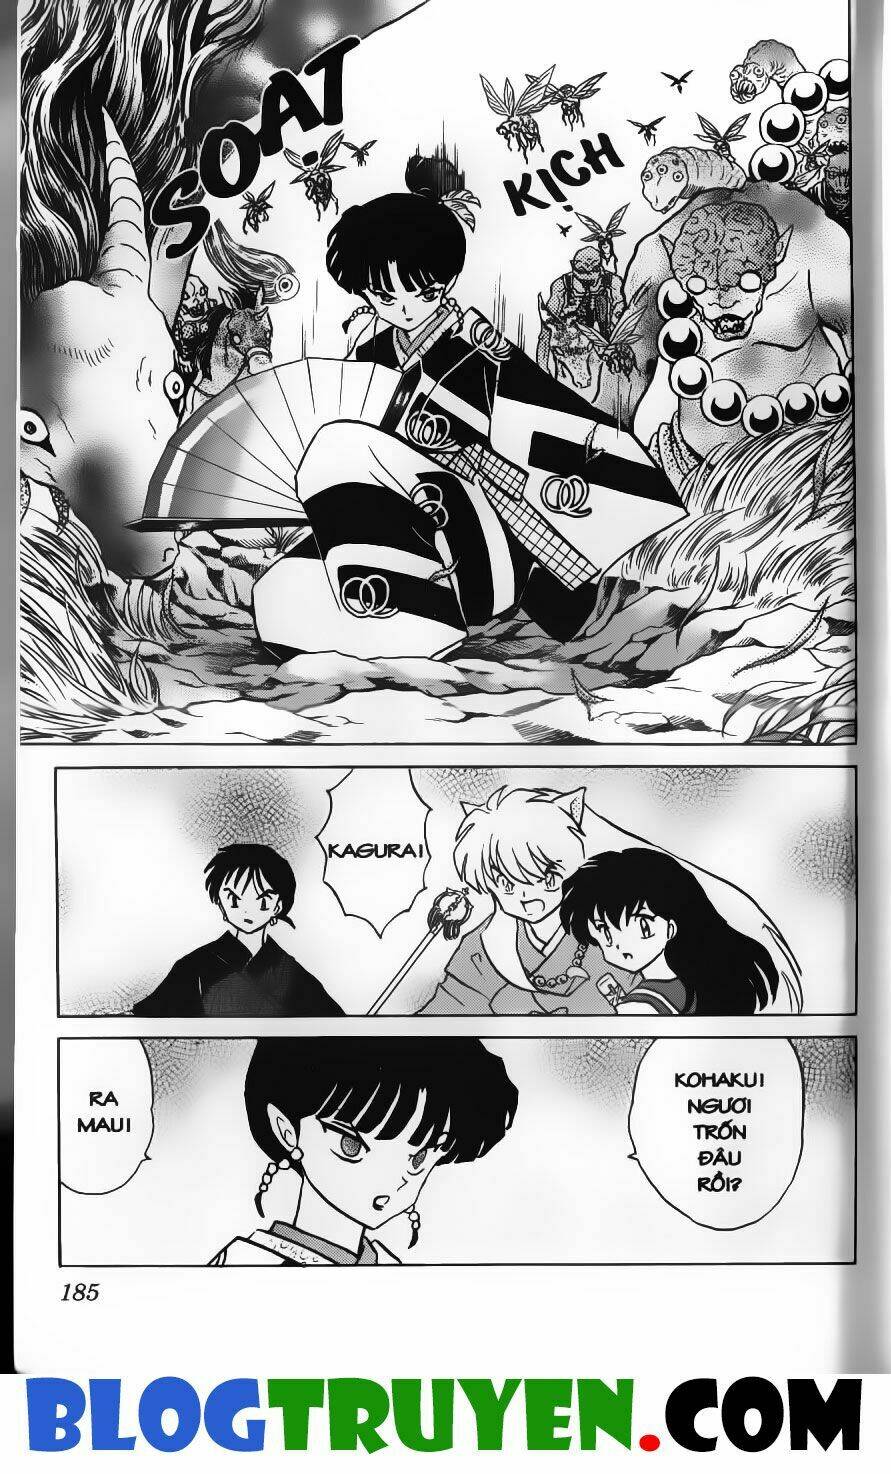 SOẠT
KỊCH
KAGURA!
KOHAKU!
NGƯƠI
TRỐN
ĐÂU
RỒI?
RA
MAU!
185
BLOGTRUYEN.COM